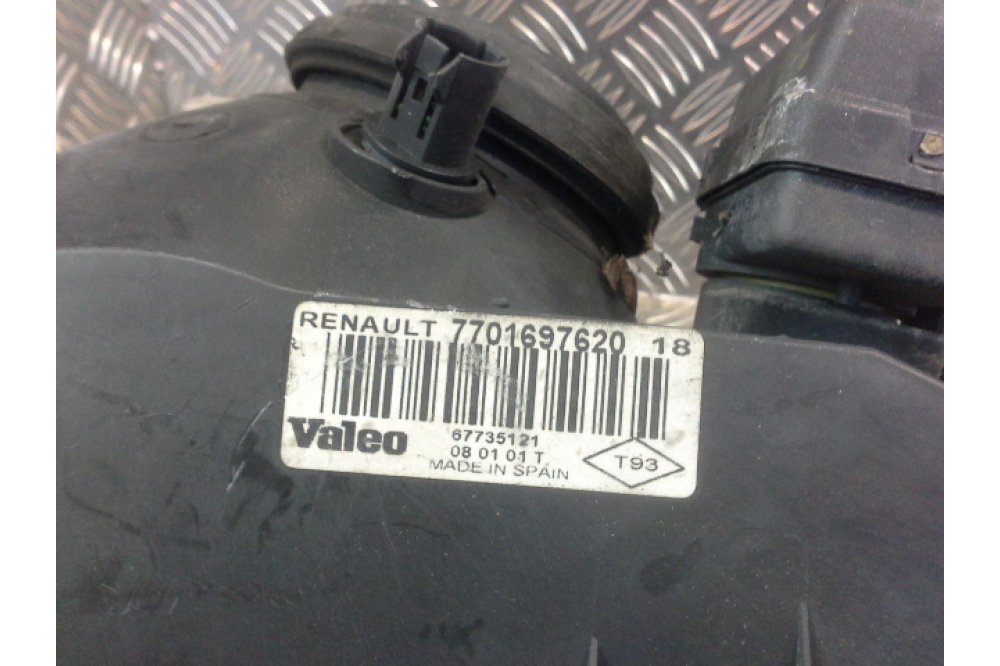 RENAULT 7701697620 18
Valeo
67735121
08 01 01 T
MADE IN SPAIN
T93